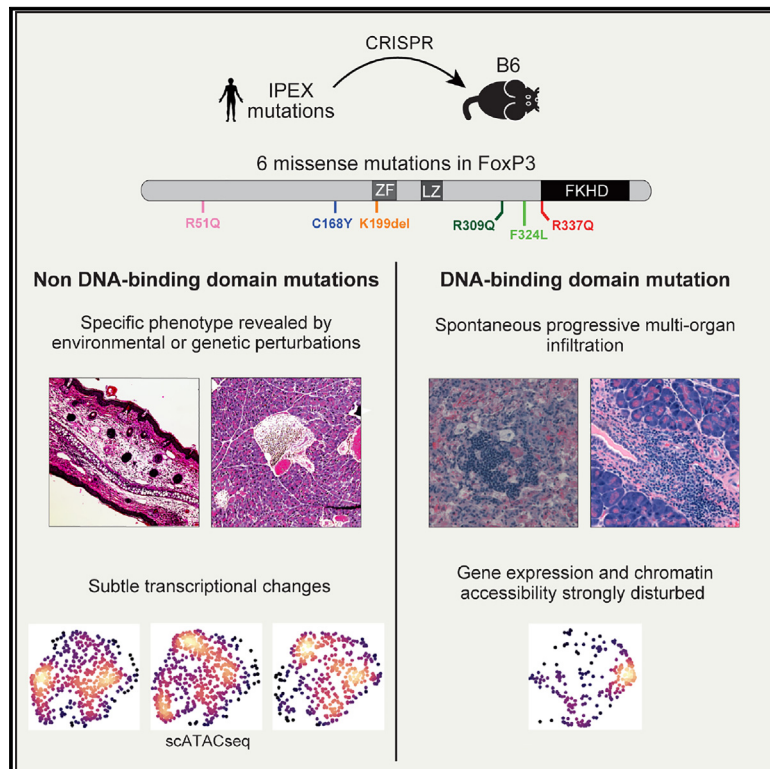 CRISPR
IPEX
mutations
B6
6 missense mutations in FoxP3
ZF
LZ
FKHD
R51Q
C168Y
K199del
R309Q
F324L
R337Q
Non DNA-binding domain mutations
Specific phenotype revealed by
environmental or genetic perturbations
Subtle transcriptional changes
scATACseq
DNA-binding domain mutation
Spontaneous progressive multi-organ
infiltration
Gene expression and chromatin
accessibility strongly disturbed